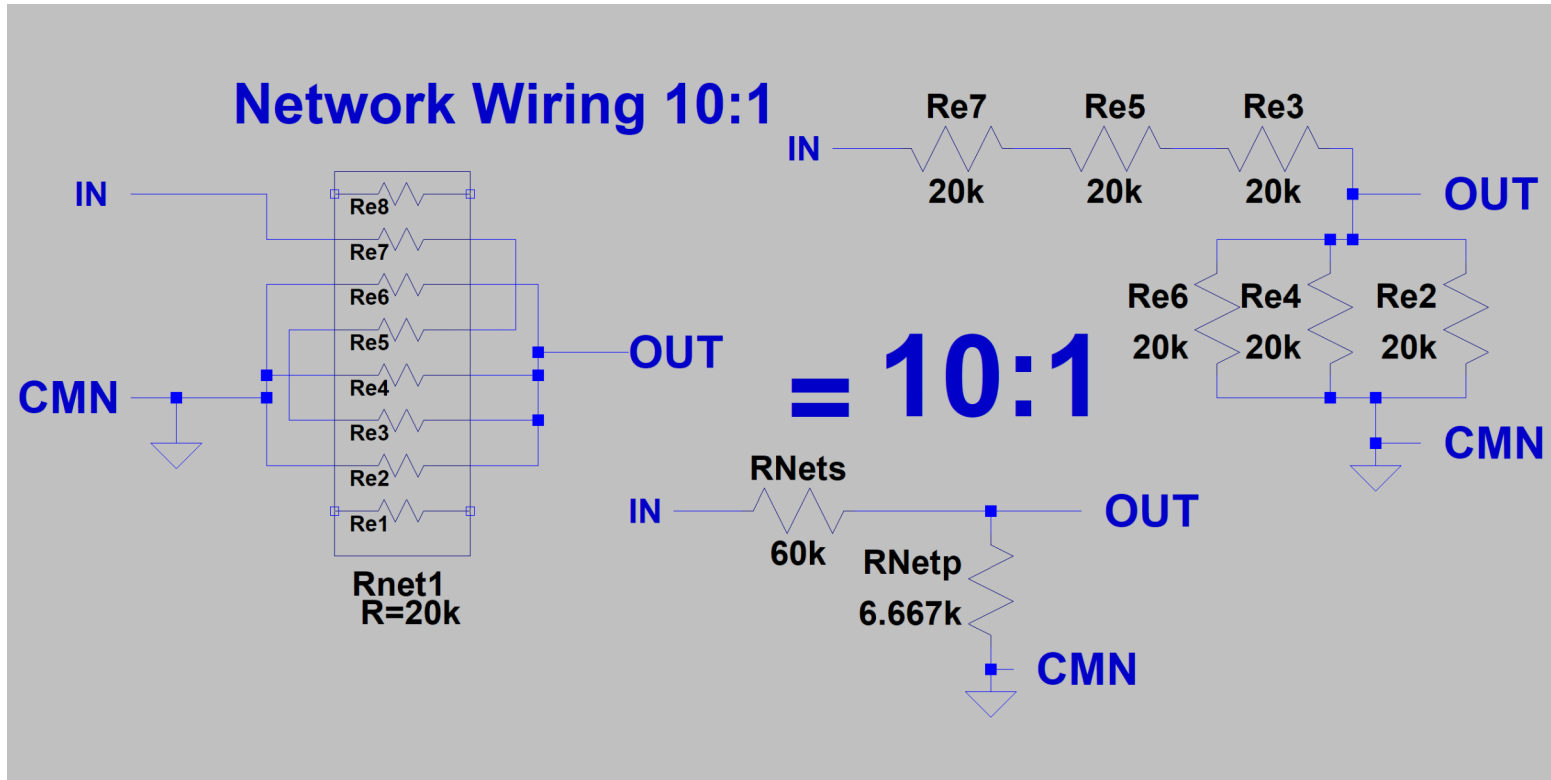 Network Wiring 10:1
IN
Re8
Re7
Re6
Re5
Re4
Re3
Re2
Re1
CMN
OUT
Rnet1
R=20k
= 10:1
IN
Re7
20k
Re5
20k
Re3
20k
OUT
Re6
20k
Re4
20k
Re2
20k
CMN
IN
RNets
60k
OUT
RNetp
6.667k
CMN